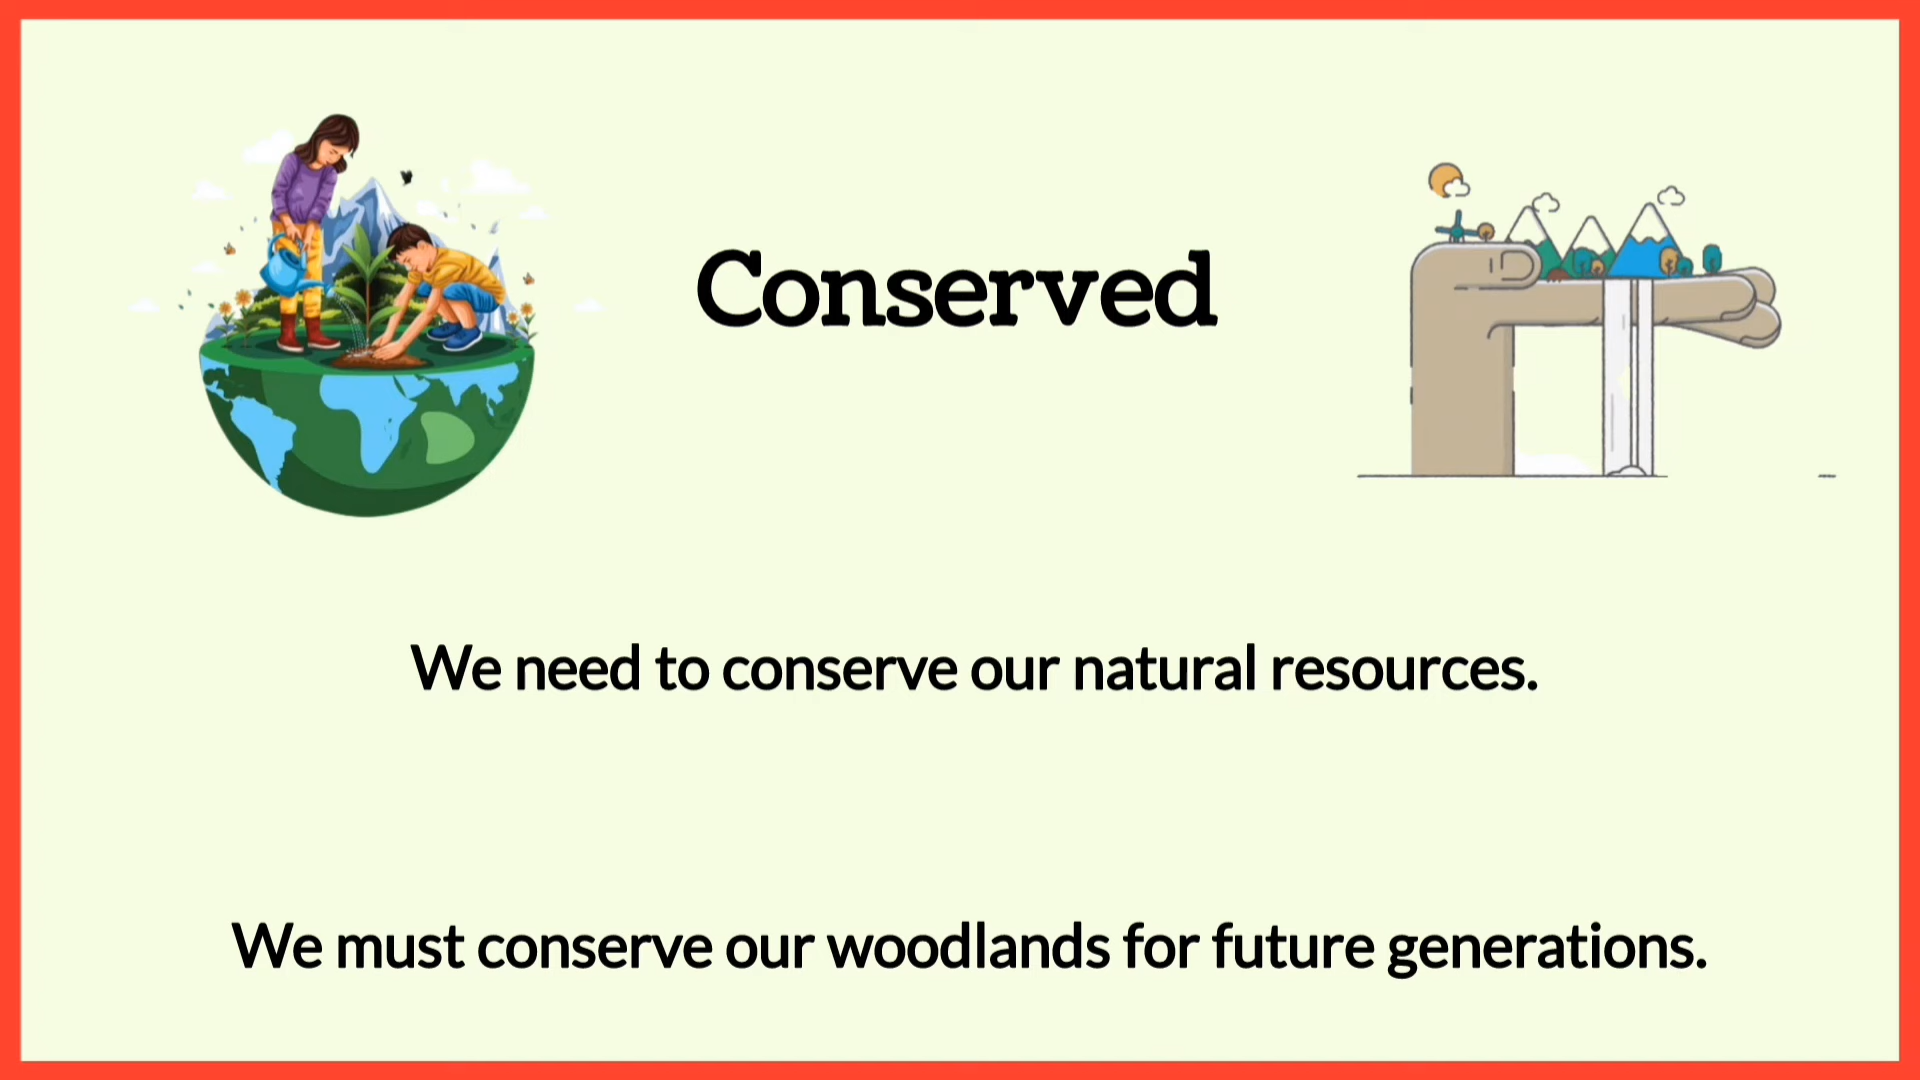 Conserved
We need to conserve our natural resources.
We must conserve our woodlands for future generations.